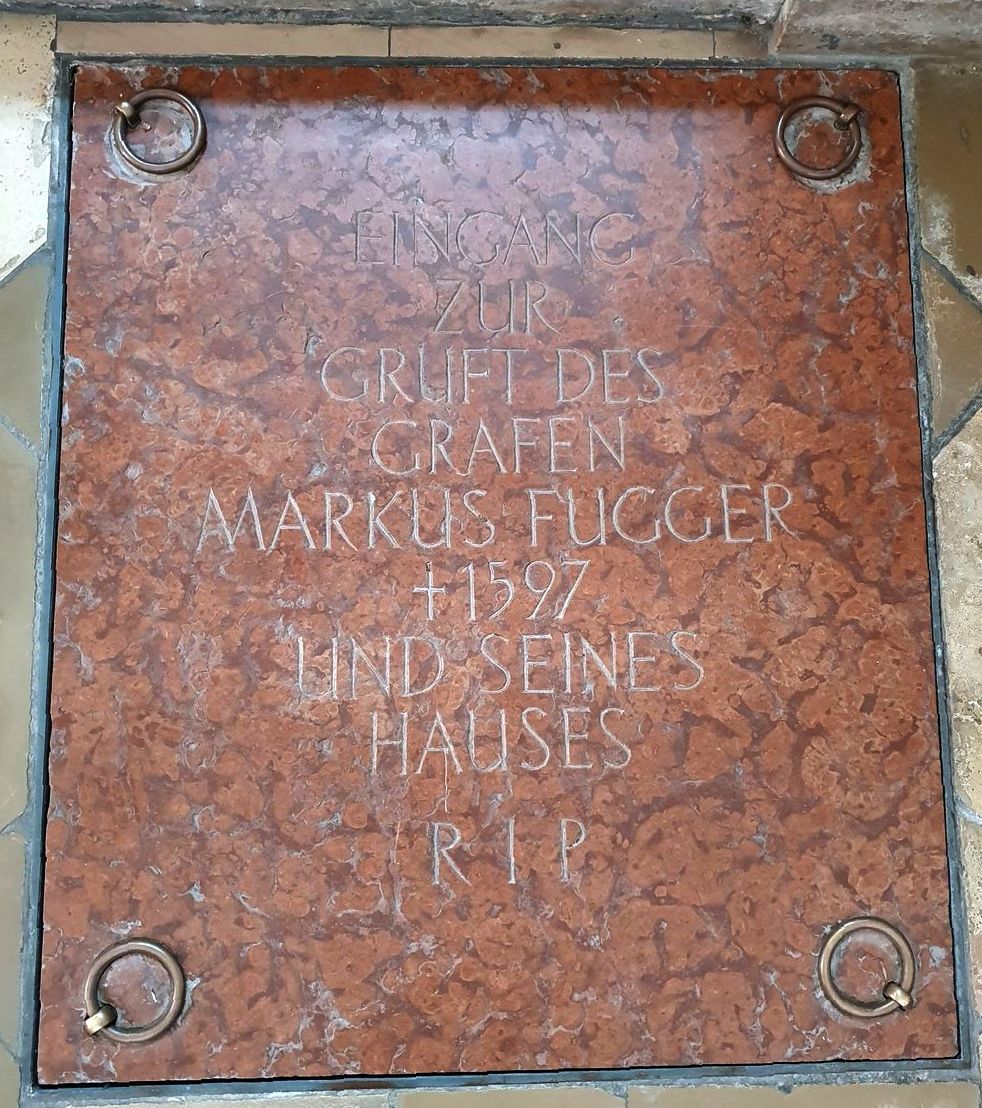 EINGANG
ZUR
GRUFT DES
GRAFEN
MARKUS FUGGER
+1597
UND SEINES
HAUSES
R I P